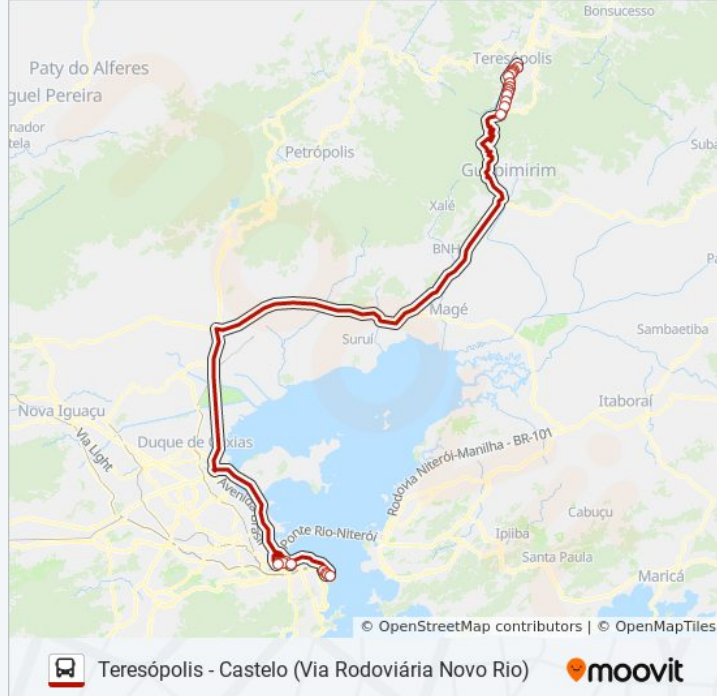 Bonsucesso
Teresópolis
Paty do Alferes
guel Pereira
nador
tela
Petrópolis
Suba
Guapimirim
Xalé
BNH
Pa
Magé
Suruí
Sambaetiba
Nova Iguaçu
Itaboraí
Via Light
Duque de Caxias
Rodovia Niterói-Manilha - BR-101
Avenida Brasil
Ponte Rio-Niterói
Cabuçu
Ipiiba
Santa Paula
Maricá
© OpenStreetMap contributors | © OpenMapTiles
Teresópolis - Castelo (Via Rodoviária Novo Rio)
moovit